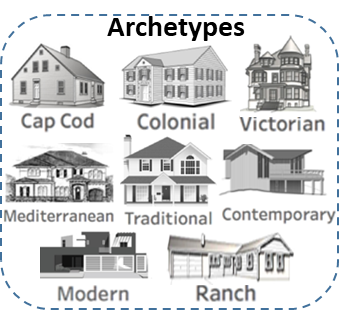 Archetypes
Cap Cod
Colonial
Victorian
Mediterranean
Traditional
Contemporary
Modern
Ranch